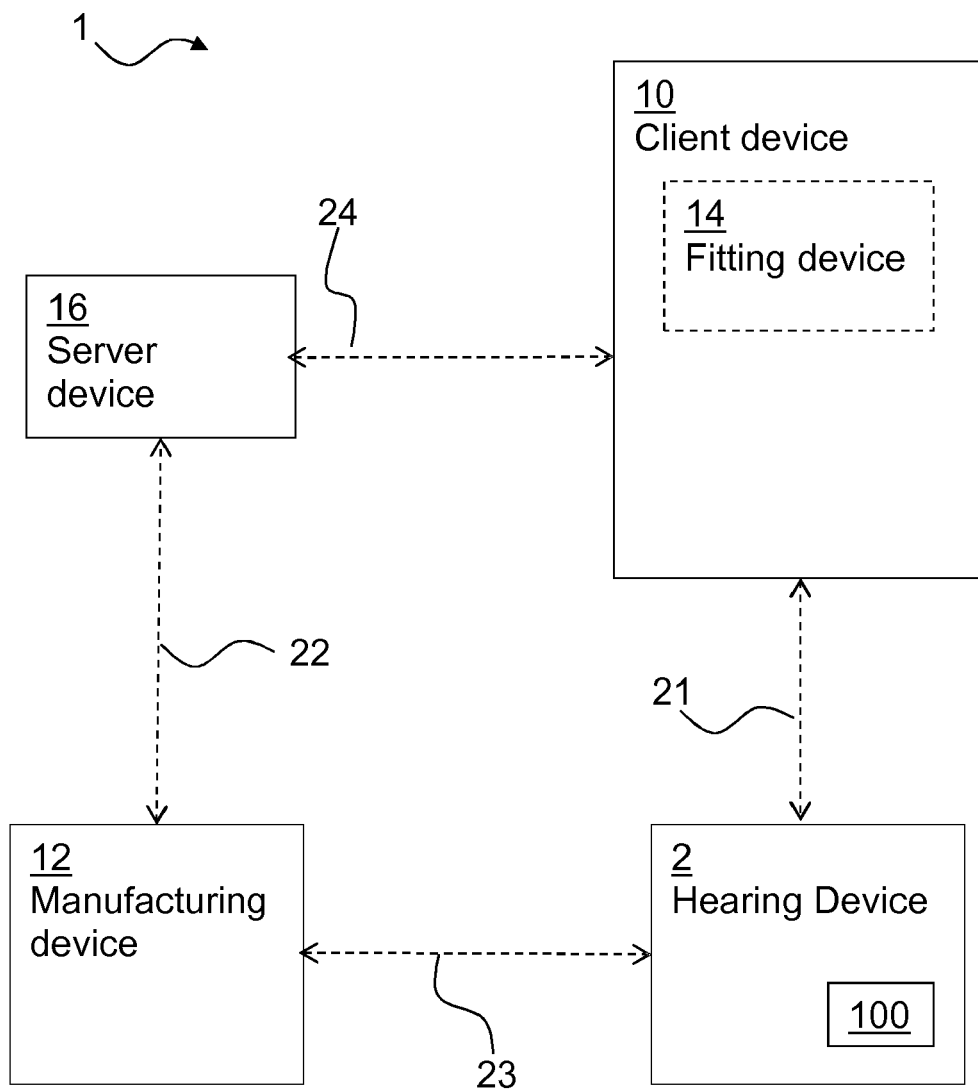 1
10
Client device
14
Fitting device
24
16
Server
device
22
21
12
Manufacturing
device
2
Hearing Device
100
23